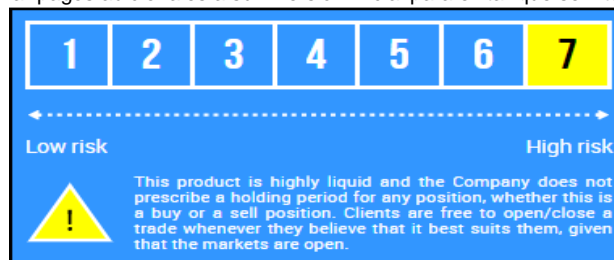 1 2 3 4 5 6 7
Low risk High risk
! This product is highly liquid and the Company does not
prescribe a holding period for any position, whether this is
a buy or a sell position. Clients are free to open/close a
trade whenever they believe that it best suits them, given
that the markets are open.